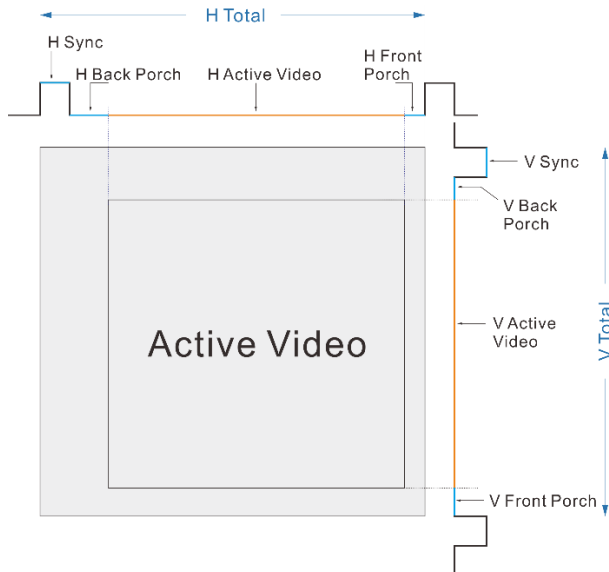 H Total
H Sync
H Back Porch
H Active Video
H Front
Porch
V Sync
V Back
Porch
V Total
Active Video
V Active
Video
V Front Porch